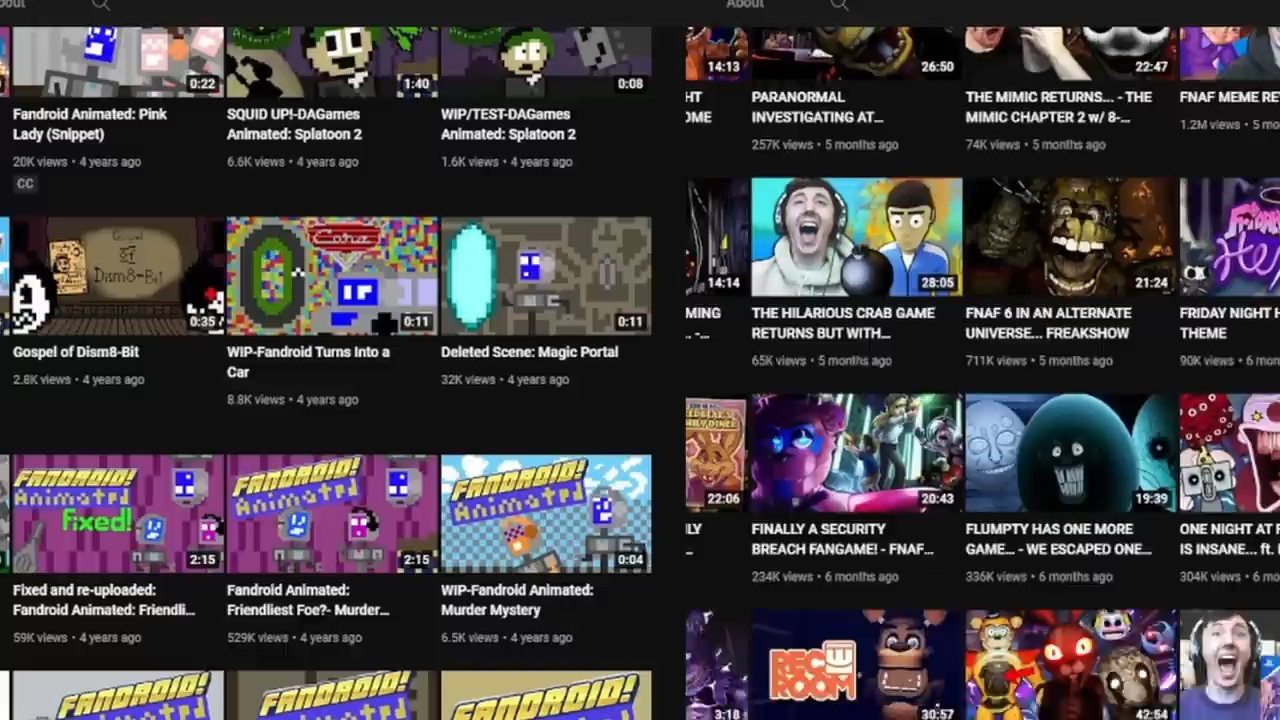 About
About
0:22
1:40
0:08
14:13
26:50
22:47
Fandroid Animated: Pink
Lady (Snippet)
20K views • 4 years ago
CC
SQUID UP!-DAGames
Animated: Splatoon 2
6.6K views • 4 years ago
WIP/TEST-DAGames
Animated: Splatoon 2
1.6K views • 4 years ago
PARANORMAL
INVESTIGATING AT...
257K views • 5 months ago
THE MIMIC RETURNS... - THE
MIMIC CHAPTER 2 w/ 8-...
74K views • 5 months ago
FNAF MEME RE
1.2M views • 5 mo
Gospel
of
Dism8-Bit
0:35
0:11
0:11
14:14
28:05
21:24
Gospel of Dism8-Bit
2.8K views • 4 years ago
WIP-Fandroid Turns Into a
Car
8.8K views • 4 years ago
Deleted Scene: Magic Portal
32K views • 4 years ago
MING
THE HILARIOUS CRAB GAME
RETURNS BUT WITH...
65K views • 5 months ago
FNAF 6 IN AN ALTERNATE
UNIVERSE... FREAKSHOW
711K views • 5 months ago
FRIDAY NIGHT
THEME
90K views • 6 mon
FANDROID!
Animated
fixed!
2:15
FANDROID!
Animated
2:15
FANDROID!
Animated
0:04
22:06
20:43
19:39
Fixed and re-uploaded:
Fandroid Animated: Friendli...
59K views • 4 years ago
Fandroid Animated:
Friendliest Foe?- Murder...
529K views • 4 years ago
WIP-Fandroid Animated:
Murder Mystery
6.5K views • 4 years ago
FINALLY A SECURITY
BREACH FANGAME! - FNAF...
234K views • 6 months ago
FLUMPTY HAS ONE MORE
GAME... - WE ESCAPED ONE...
336K views • 6 months ago
ONE NIGHT AT F
IS INSANE... ft.
304K views • 6 mo
FANDROID!
FANDROID!
FANDROID!
3:18
REC
ROOM
30:57
42:54